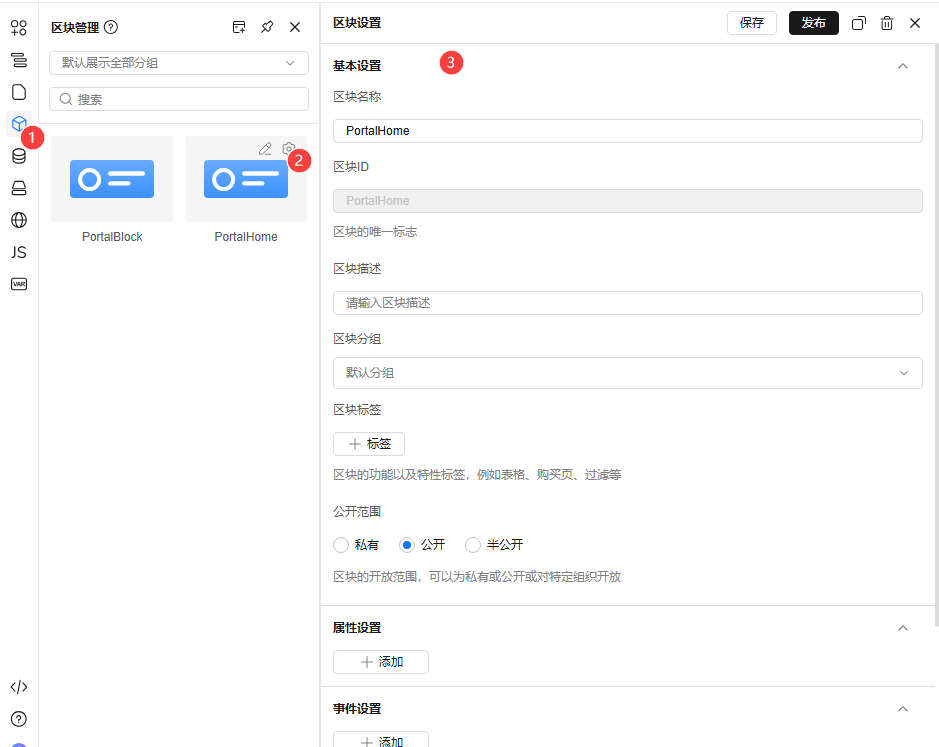 区块管理
默认展示全部分组
搜索
1
2
PortalBlock
PortalHome
JS
VAR
区块设置
保存
发布
基本设置
3
区块名称
PortalHome
区块ID
PortalHome
区块的唯一标志
区块描述
请输入区块描述
区块分组
默认分组
区块标签
标签
区块的功能以及特性标签，例如表格、购买页、过滤等
公开范围
私有 公开 半公开
区块的开放范围，可以为私有或公开或对特定组织开放
属性设置
添加
事件设置
添加